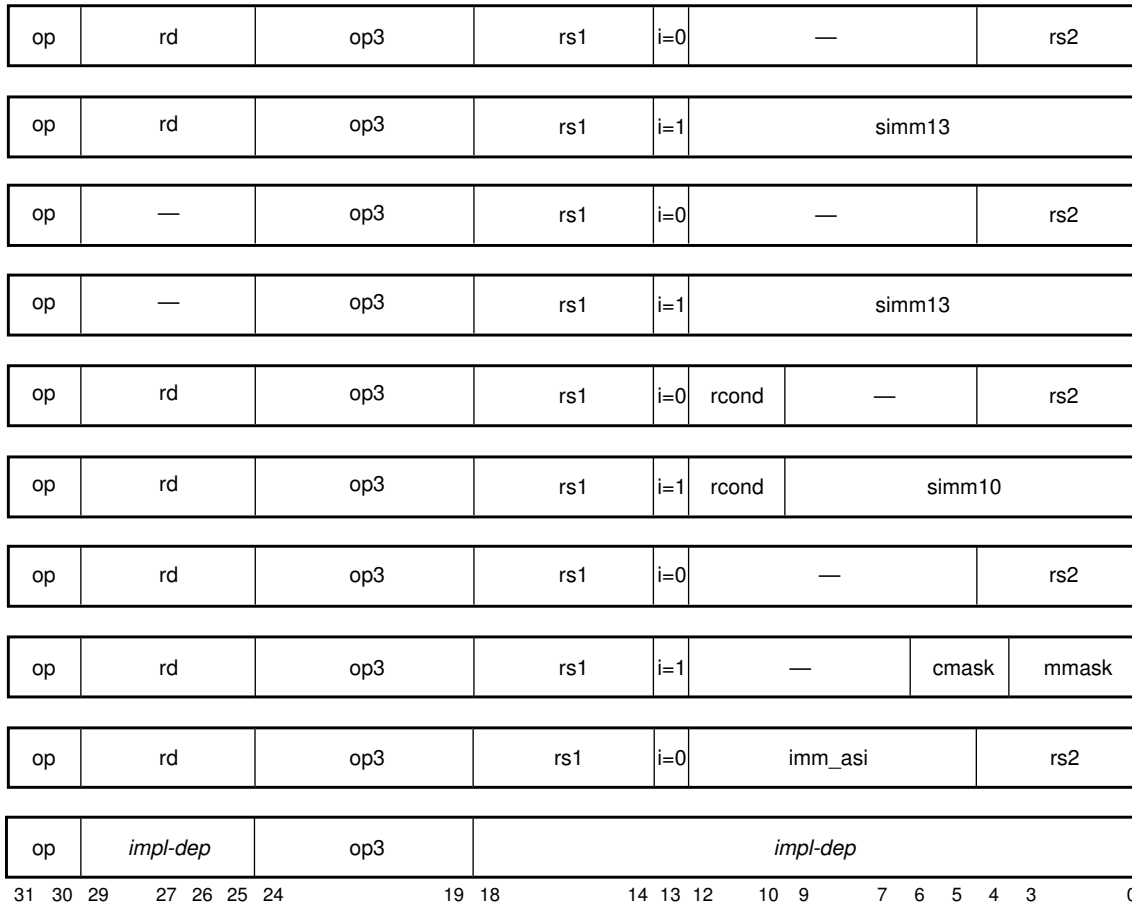 op rd op3 rs1 i=0 — rs2
op rd op3 rs1 i=1 simm13
op — op3 rs1 i=0 — rs2
op — op3 rs1 i=1 simm13
op rd op3 rs1 i=0 rcond — rs2
op rd op3 rs1 i=1 rcond simm10
op rd op3 rs1 i=0 — rs2
op rd op3 rs1 i=1 — cmask mmask
op rd op3 rs1 i=0 imm_asi rs2
op impl-dep op3 impl-dep
31 30 29 27 26 25 24 19 18 14 13 12 10 9 7 6 5 4 3 0